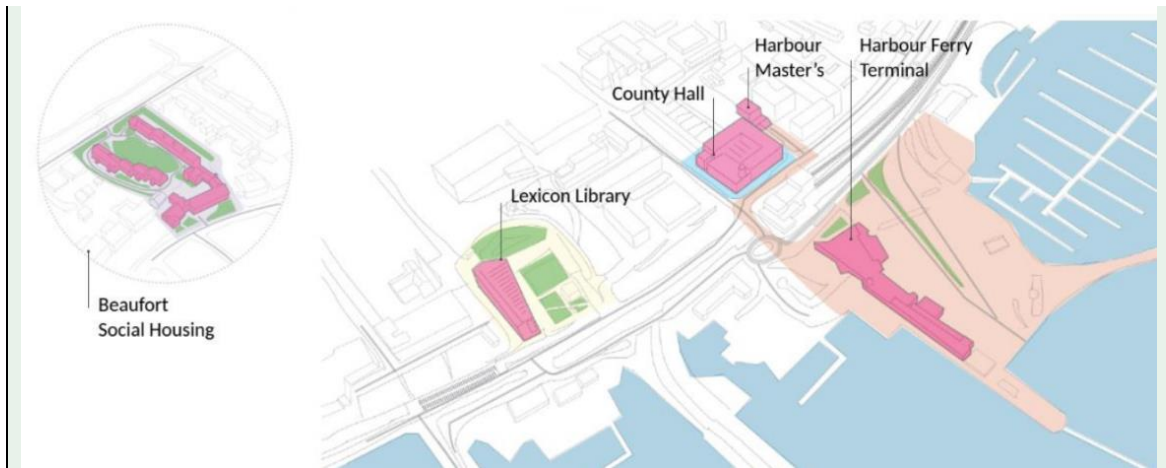 Harbour
Master's
Harbour Ferry
Terminal
County Hall
Lexicon Library
Beaufort
Social Housing